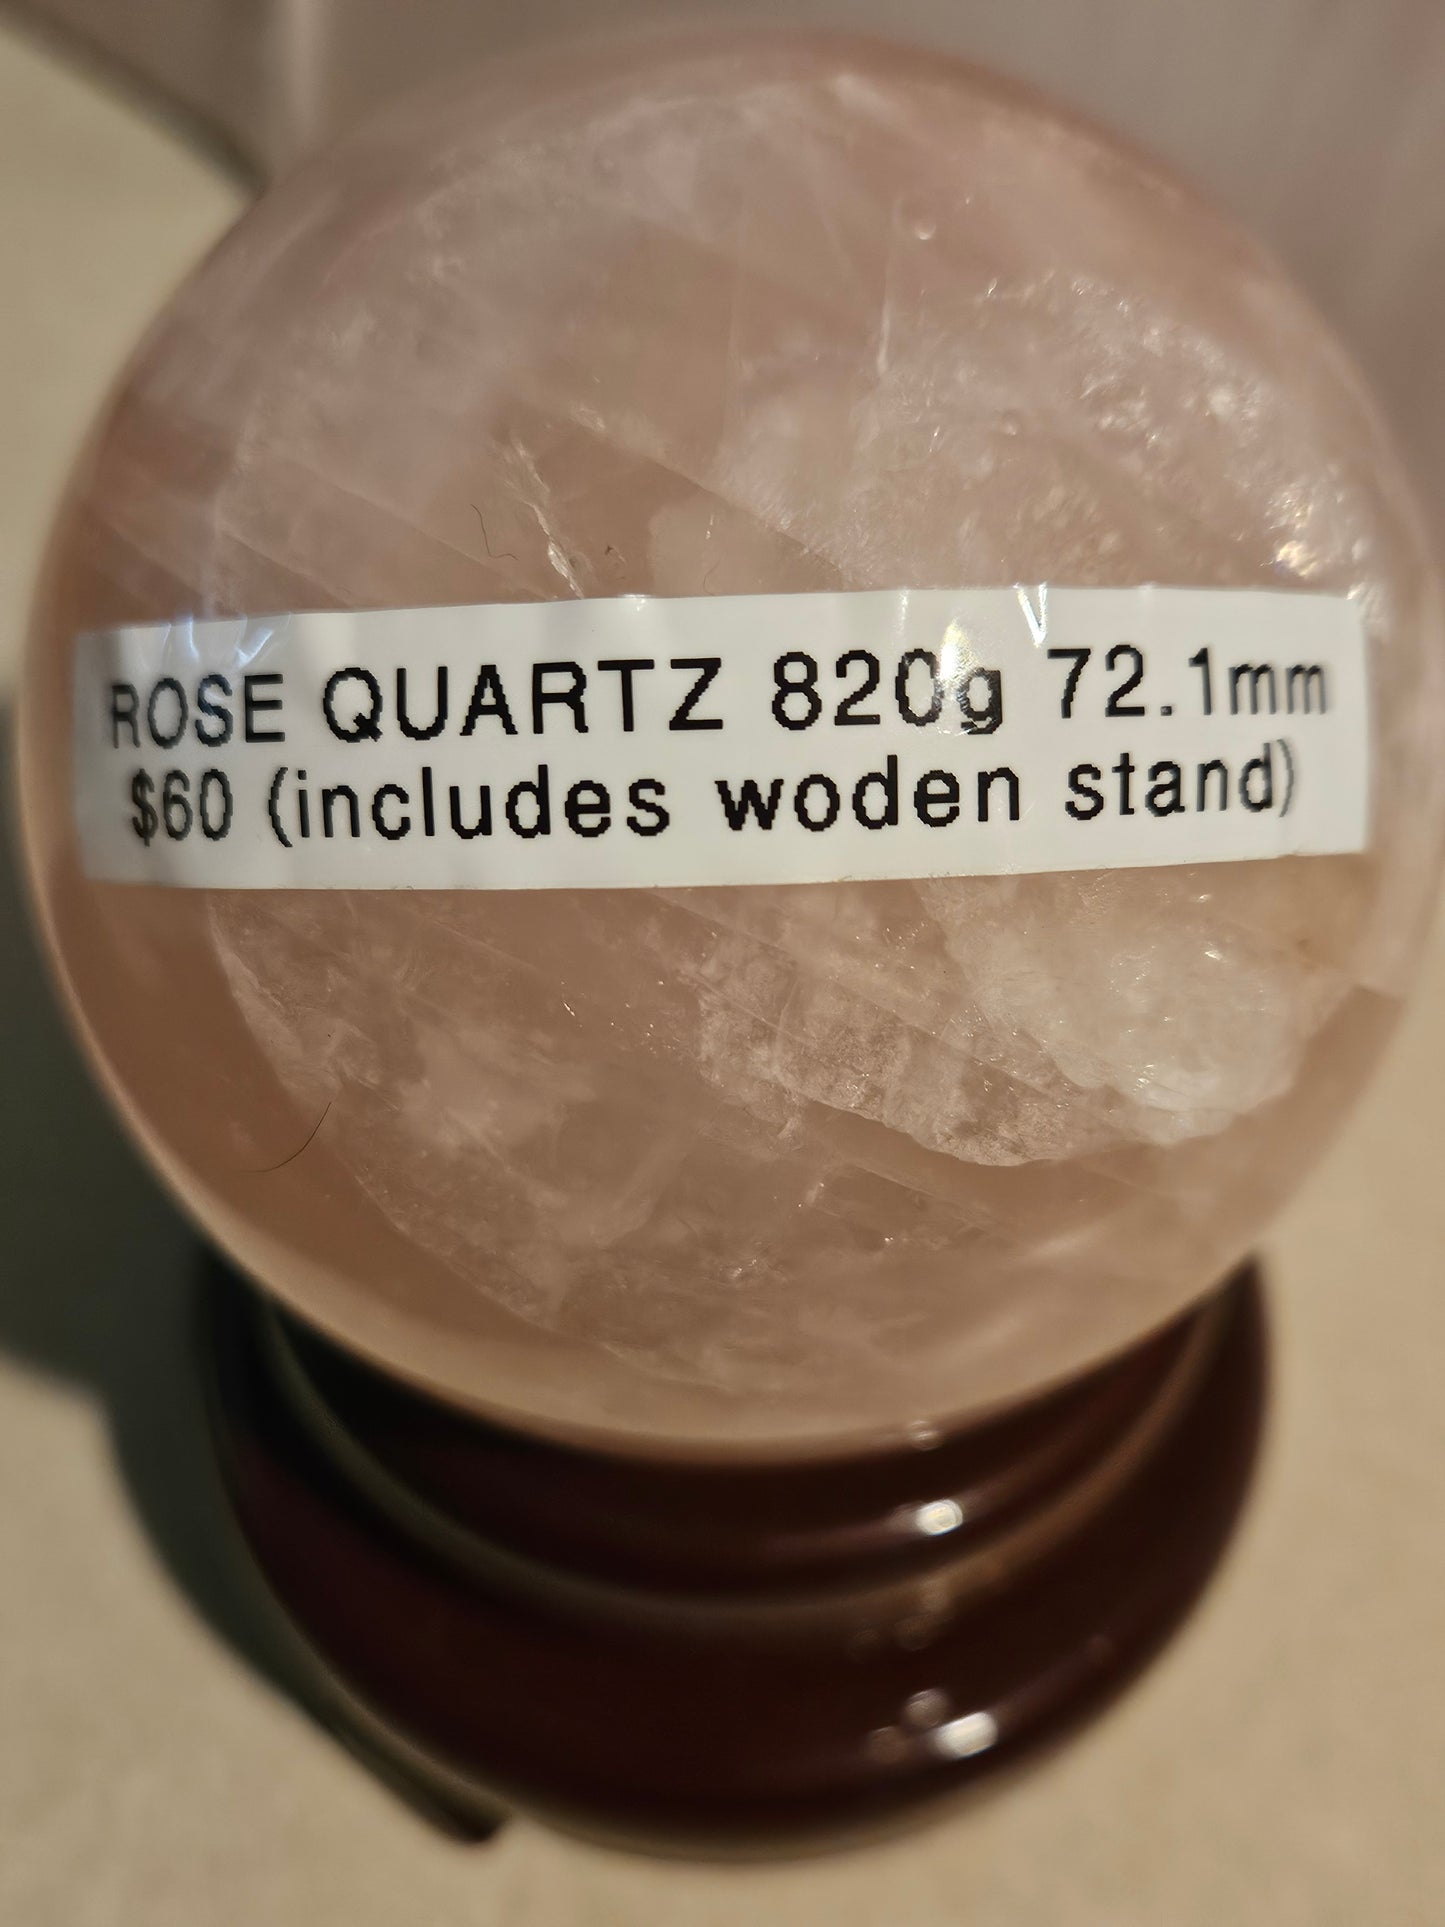 ROSE QUARTZ 820g 72.1mm
$60 (includes woden stand)